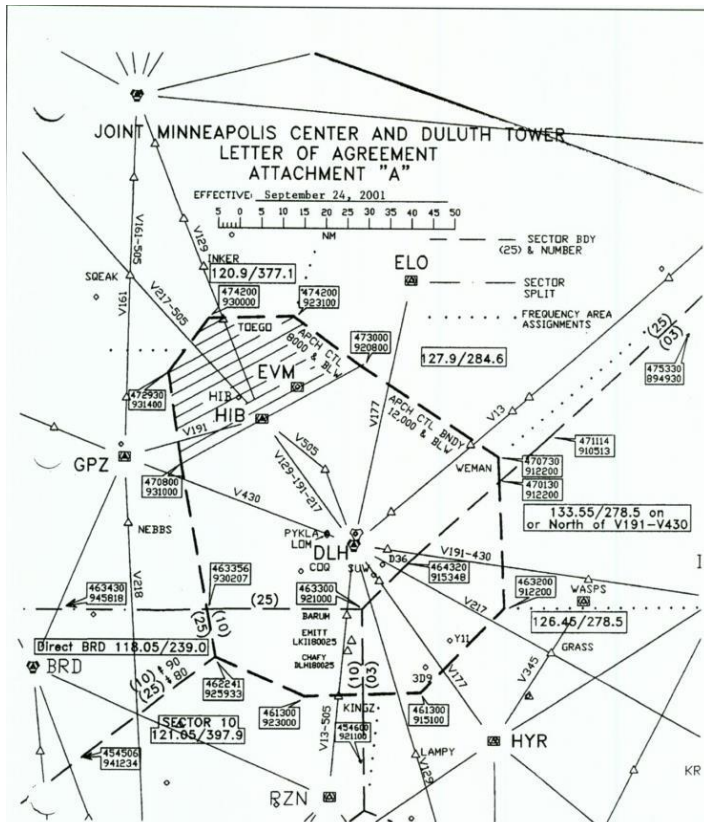 JOINT MINNEAPOLIS CENTER AND DULUTH TOWER
LETTER OF AGREEMENT
ATTACHMENT "A"
EFFECTIVE: September 24, 2001
5 0 5 10 15 20 25 30 35 40 45 50
NM
SECTOR BDY
(25) & NUMBER
SECTOR
SPLIT
FREQUENCY AREA
ASSIGNMENTS
V161-505
V129
INKER
120.9/377.1
ELO
SQEAK
V161
V217-505
474200
930000
474200
923100
TOEGO
APCH CTL
8000 & BLW
473000
920800
127.9/284.6
(25)
(03)
475330
894930
EVM
HIB
HIB
472930
931400
V191
V177
APCH CTL BNDY
12,000 & BLW
V13
471114
910513
GPZ
V505
V129-191-217
WEMAN
470730
912200
470130
912200
470800
931000
V430
133.55/278.5 on
or North of V191-V430
NEBBS
PYKLA
LOM
DLH
COQ
SUW
D36
V191-430
464320
915348
V218
463356
930207
463430
945818
(25)
463300
921000
V217
463200
912200
WASPS
I
(25)
(10)
BARUM
EMITT
LKI180025
CHAFY
DLH180025
126.45/278.5
Y11
GRASS
Direct BRD 118.05/239.0
BRD
(10) 90
(25) 80
(10)
(03)
3D9
V177
V345
462241
925933
461300
923000
KINGZ
461300
915100
SECTOR 10
121.05/397.9
454600
921100
V13-505
LAMPY
V129
HYR
454506
941234
KR
RZN